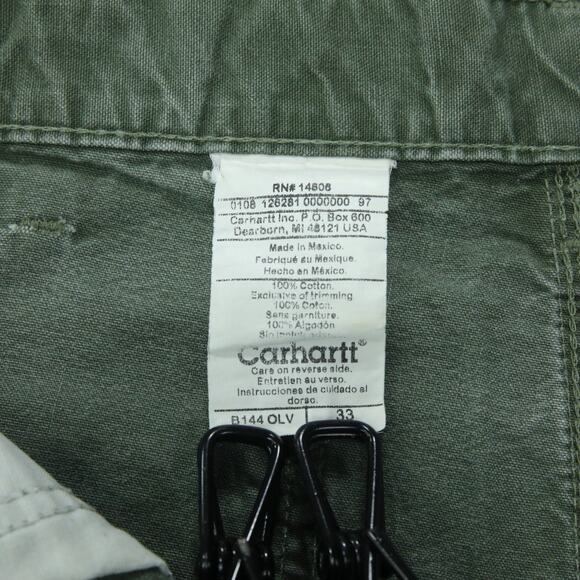 RN# 14806
0108 126281 0000000 97
Carhartt Inc. P.O. Box 600
Dearborn, MI 48121 USA
Made in Mexico.
Fabriqué au Mexique.
Hecho en México.
100% Cotton.
Exclusive of trimming
100% Coton.
Sans garniture.
100% Algodón
Sin
Carhartt®
Care on reverse side.
Entretien au verso.
Instrucciones de cuidado al
dorso.
B144 OLV 33